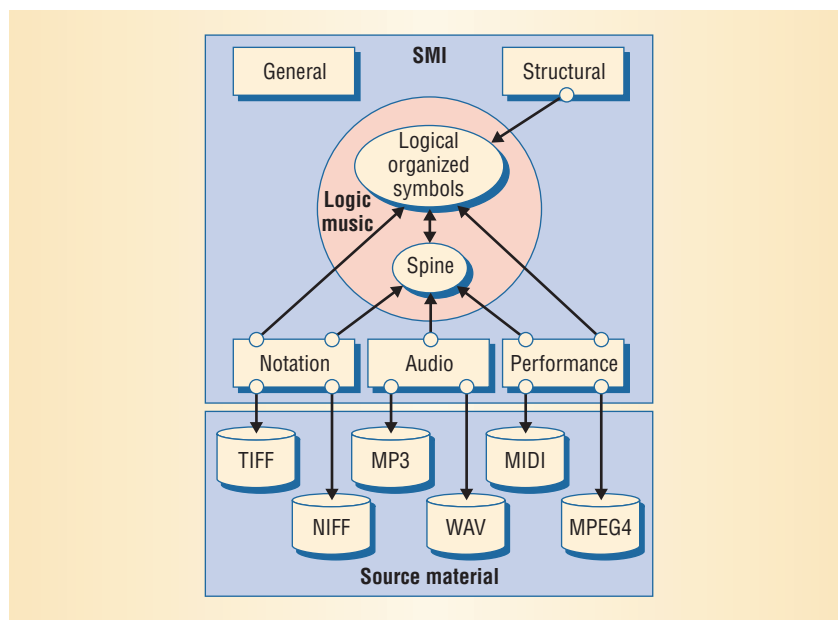 SMI
General
Structural
Logical
organized
symbols
Logic
music
Spine
Notation
Audio
Performance
TIFF
MP3
MIDI
NIFF
WAV
MPEG4
Source material